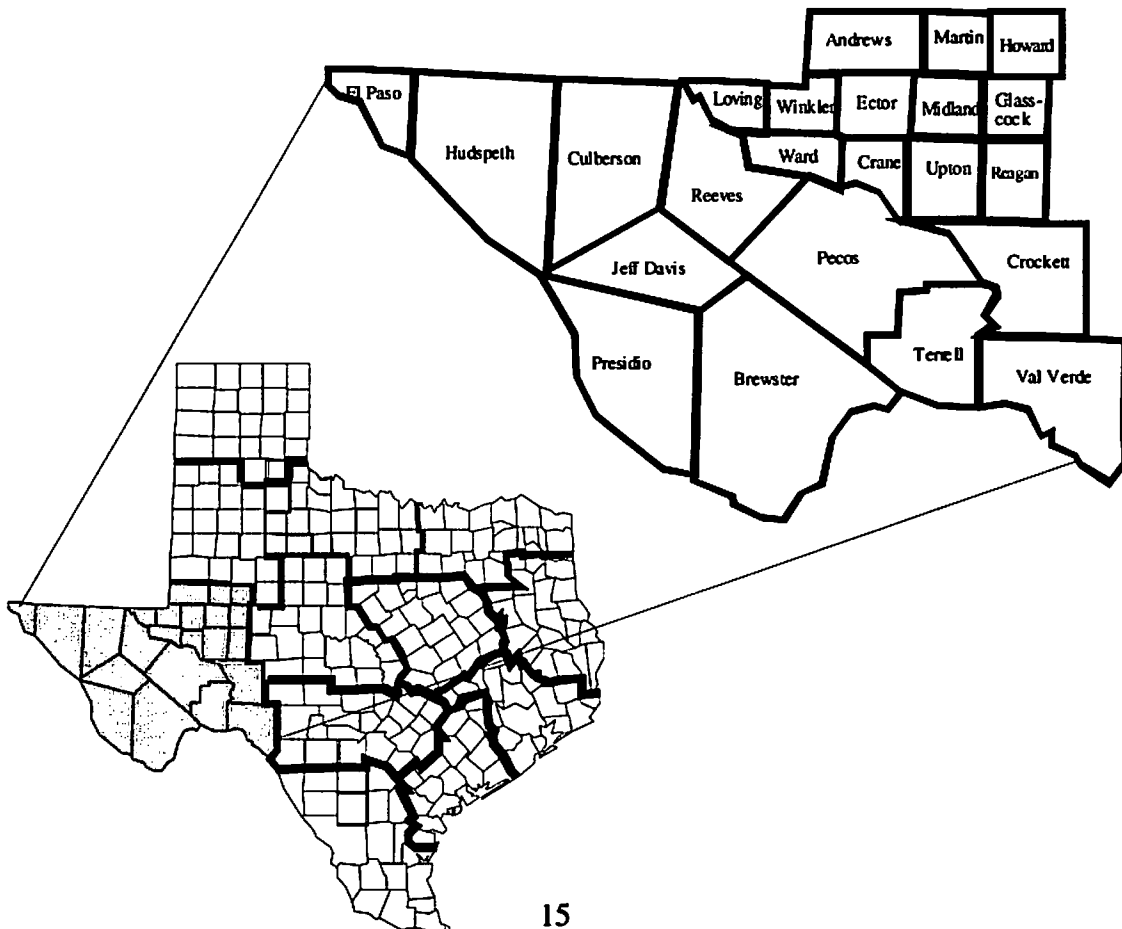 Andrews Martin Howard
El Paso Loving Winkler Ector Midland Glass-
cock
Hudspeth Culberson Ward Crane Upton Reagan
Reeves
Jeff Davis Pecos Crockett
Presidio Brewster Terrell Val Verde
15